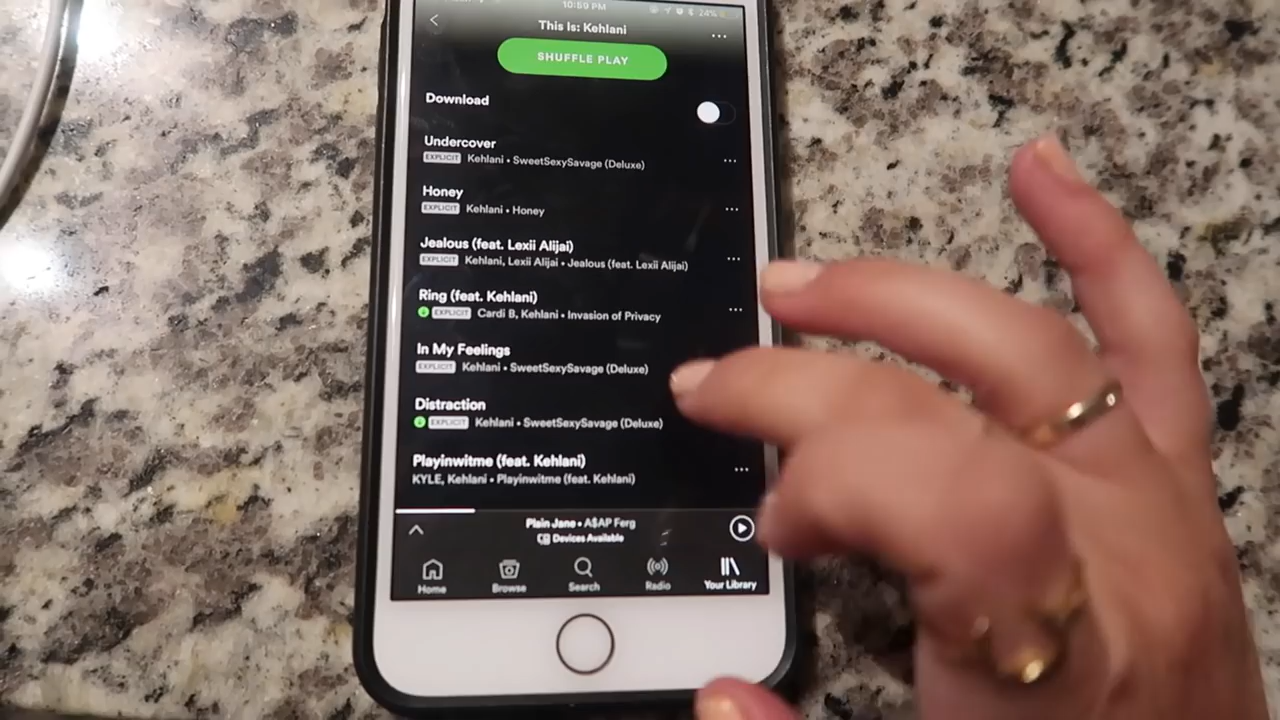 10:59 PM
24%
This Is: Kehlani
SHUFFLE PLAY
Download
Undercover
EXPLICIT Kehlani • SweetSexySavage (Deluxe)
Honey
EXPLICIT Kehlani • Honey
Jealous (feat. Lexii Alijai)
EXPLICIT Kehlani, Lexii Alijai • Jealous (feat. Lexii Alijai)
Ring (feat. Kehlani)
EXPLICIT Cardi B, Kehlani • Invasion of Privacy
In My Feelings
EXPLICIT Kehlani • SweetSexySavage (Deluxe)
Distraction
EXPLICIT Kehlani • SweetSexySavage (Deluxe)
Playinwitme (feat. Kehlani)
KYLE, Kehlani • Playinwitme (feat. Kehlani)
Plain Jane • A$AP Ferg
Devices Available
Home Browse Search Radio Your Library